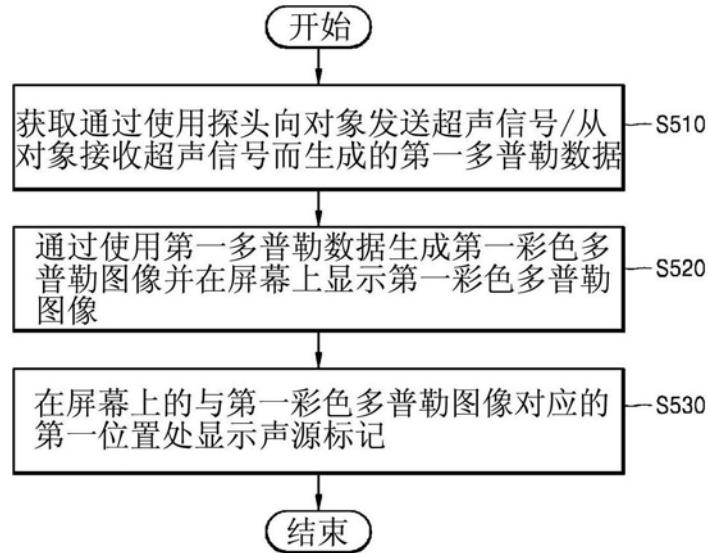 开始
获取通过使用探头向对象发送超声信号/从
对象接收超声信号而生成的第一多普勒数据
S510
通过使用第一多普勒数据生成第一彩色多
普勒图像并在屏幕上显示第一彩色多普勒
图像
S520
在屏幕上的与第一彩色多普勒图像对应的
第一位置处显示声源标记
S530
结束